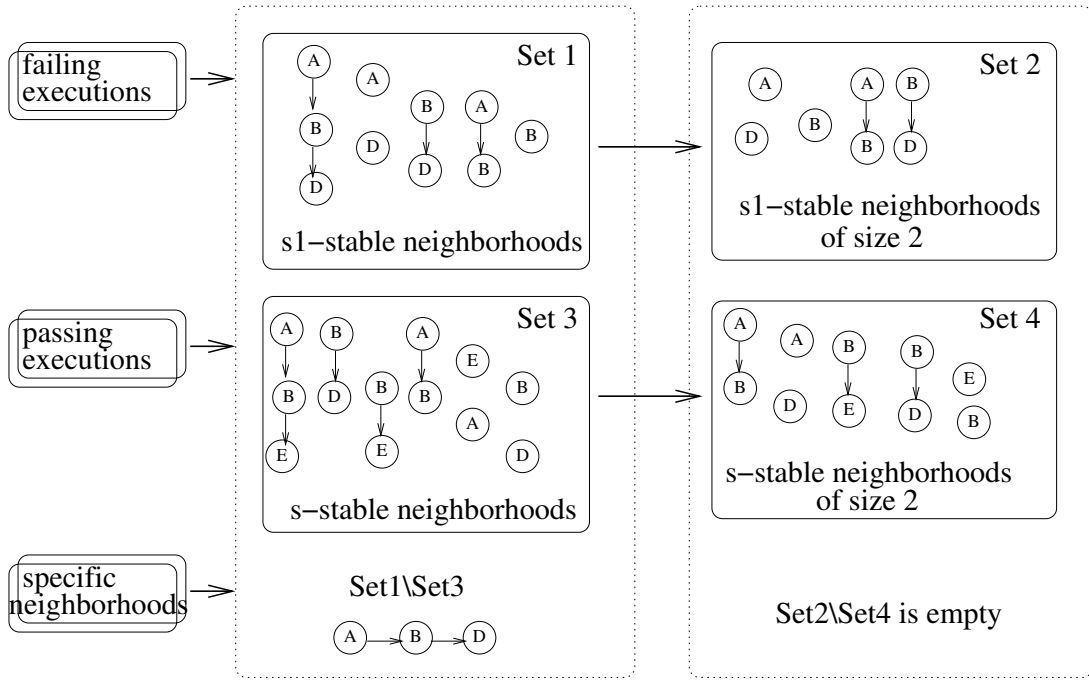 failing
executions
Set 1
A
A
B
A
B
B
D
D
B
D
s1−stable neighborhoods
Set 2
A
A
B
D
B
B
D
s1−stable neighborhoods
of size 2
passing
executions
Set 3
A
B
A
E
B
D
B
B
B
A
E
E
D
s−stable neighborhoods
Set 4
A
A
B
B
E
B
D
E
D
B
s−stable neighborhoods
of size 2
specific
neighborhoods
Set1\Set3
A B D
Set2\Set4 is empty